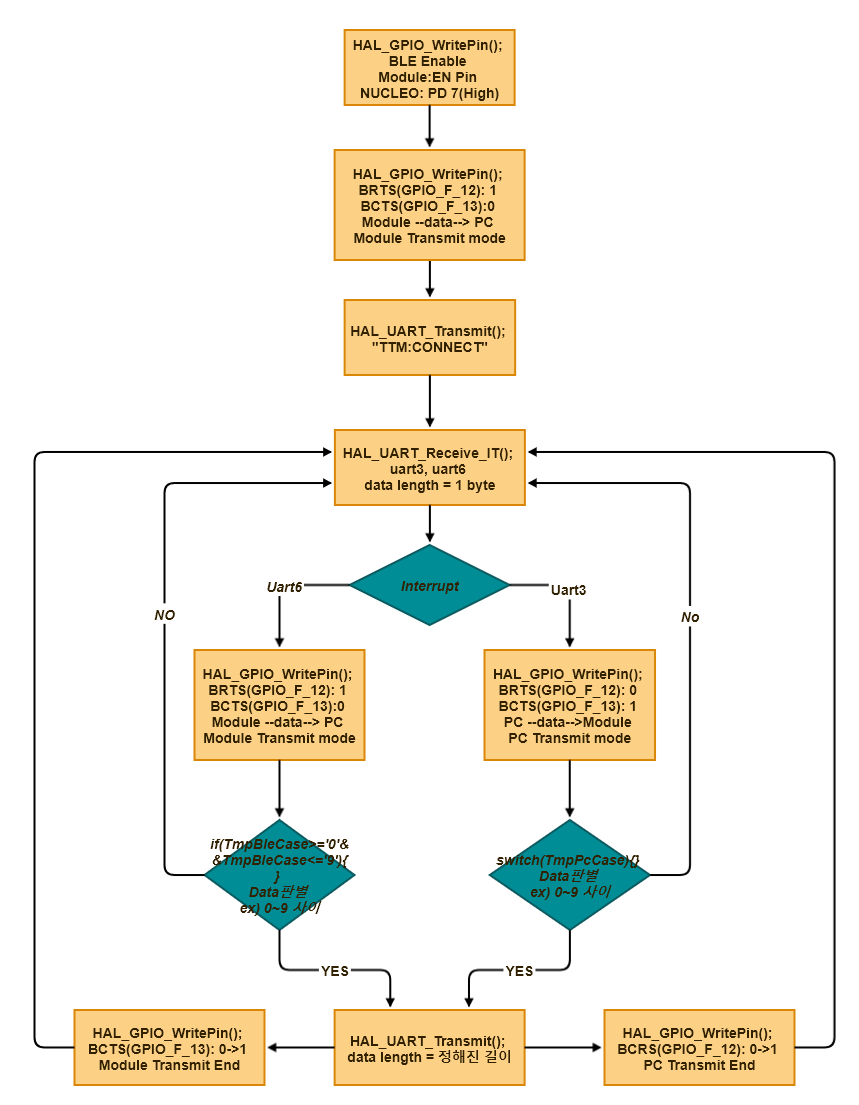 HAL_GPIO_WritePin();
BLE Enable
Module:EN Pin
NUCLEO: PD 7(High)
HAL_GPIO_WritePin();
BRTS(GPIO_F_12): 1
BCTS(GPIO_F_13):0
Module --data--> PC
Module Transmit mode
HAL_UART_Transmit();
"TTM:CONNECT"
HAL_UART_Receive_IT();
uart3, uart6
data length = 1 byte
Interrupt
Uart6
Uart3
NO
No
HAL_GPIO_WritePin();
BRTS(GPIO_F_12): 1
BCTS(GPIO_F_13):0
Module --data--> PC
Module Transmit mode
HAL_GPIO_WritePin();
BRTS(GPIO_F_12): 0
BCTS(GPIO_F_13): 1
PC --data-->Module
PC Transmit mode
if(TmpBleCase>='0'&
&TmpBleCase<='9'){
}
Data판별
ex) 0~9 사이
switch(TmpPcCase){}
Data판별
ex) 0~9 사이
YES
YES
HAL_GPIO_WritePin();
BCTS(GPIO_F_13): 0->1
Module Transmit End
HAL_UART_Transmit();
data length = 정해진 길이
HAL_GPIO_WritePin();
BCRS(GPIO_F_12): 0->1
PC Transmit End